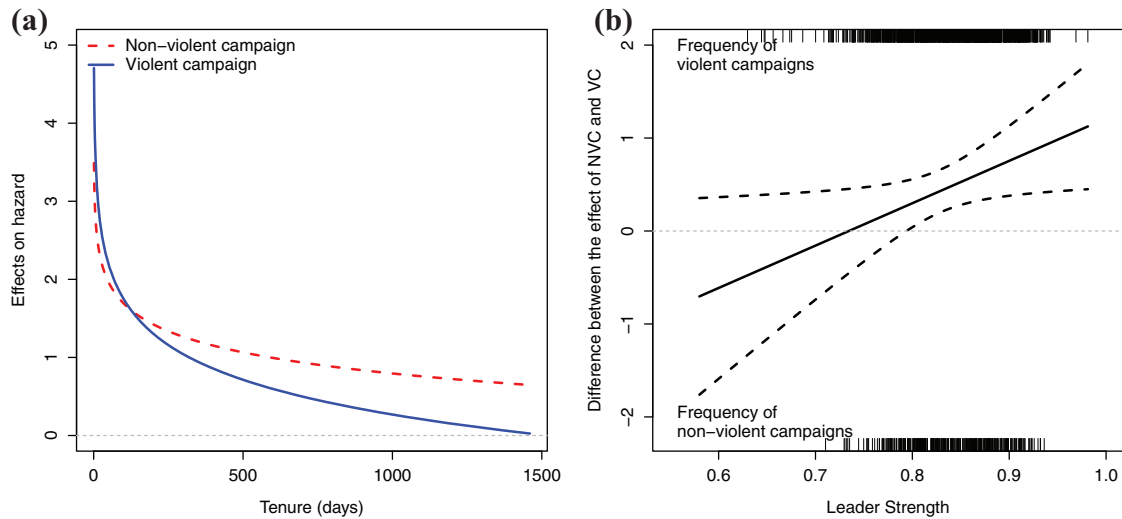 (a)
Non−violent campaign
Violent campaign
Effects on hazard
5
4
3
2
1
0
0
500
1000
1500
Tenure (days)
(b)
Frequency of
violent campaigns
Difference between the effect of NVC and VC
2
1
0
−1
−2
Frequency of
non−violent campaigns
0.6
0.7
0.8
0.9
1.0
Leader Strength